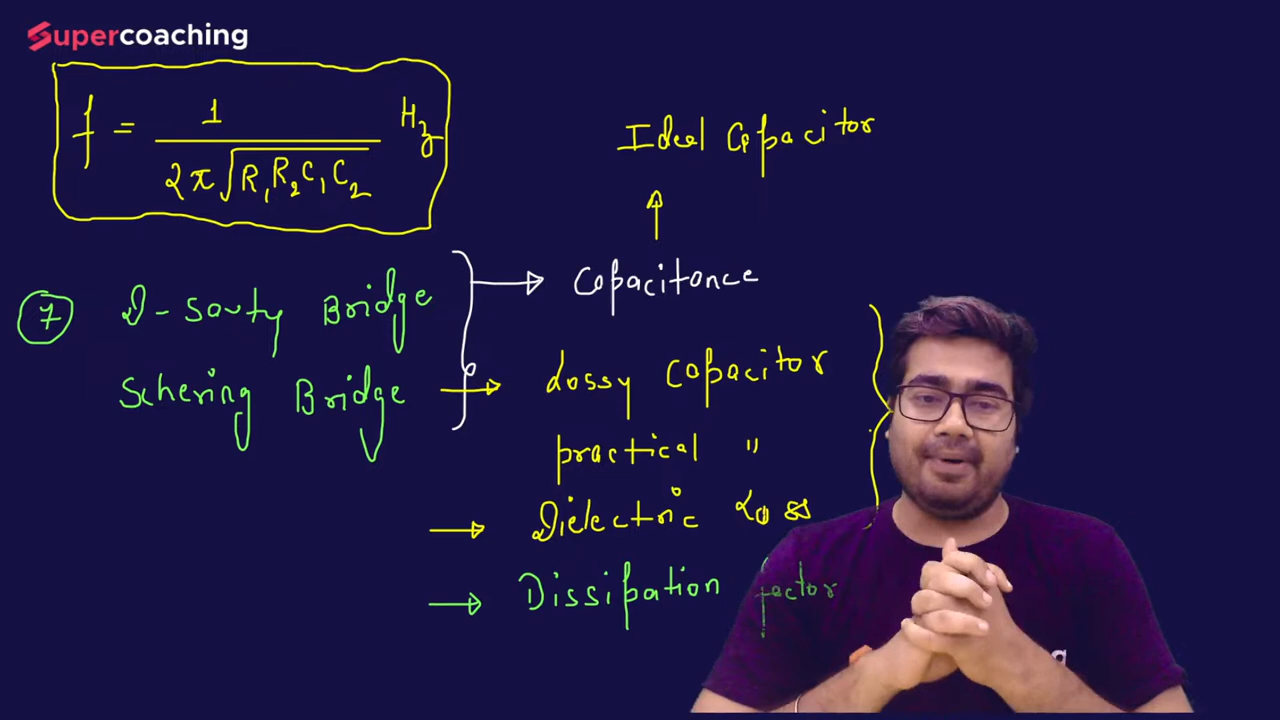 Supercoaching
f = 1 / 2π√R₁R₂C₁C₂ Hz
Ideal Capacitor
Capacitance
7 D-sauty Bridge
Schering Bridge
Lossy Capacitor
practical "
Dielectric Loss
Dissipation factor